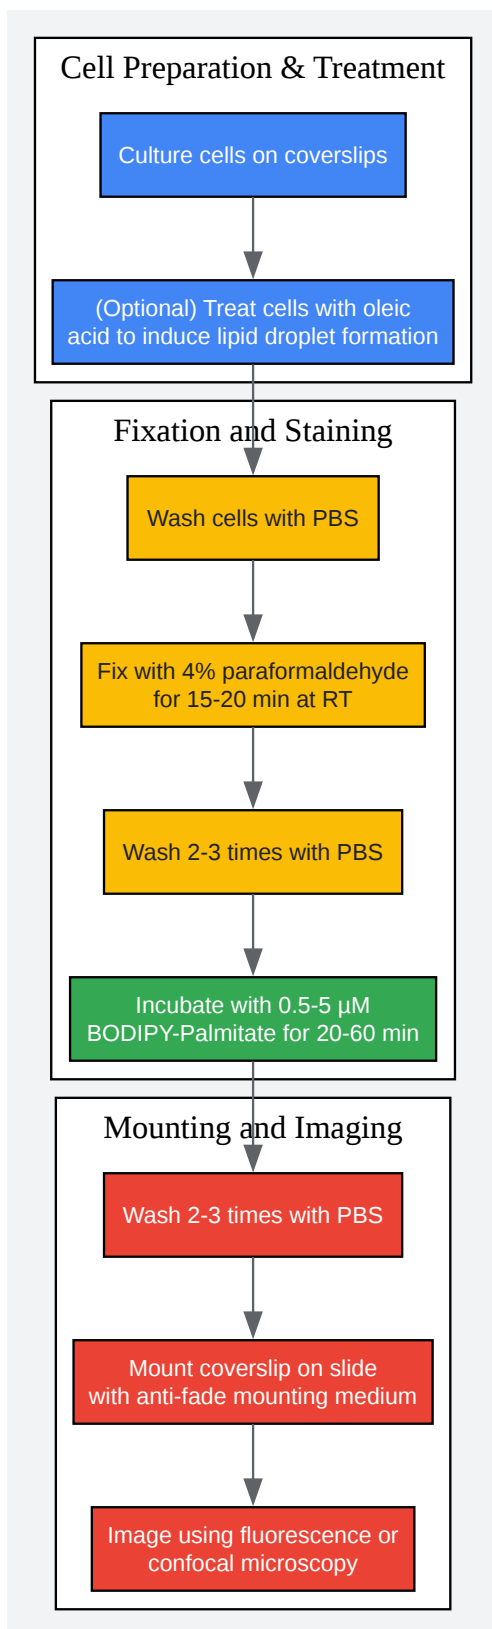 Cell Preparation & Treatment
Culture cells on coverslips
(Optional) Treat cells with oleic
acid to induce lipid droplet formation
Fixation and Staining
Wash cells with PBS
Fix with 4% paraformaldehyde
for 15-20 min at RT
Wash 2-3 times with PBS
Incubate with 0.5-5 µM
BODIPY-Palmitate for 20-60 min
Mounting and Imaging
Wash 2-3 times with PBS
Mount coverslip on slide
with anti-fade mounting medium
Image using fluorescence or
confocal microscopy